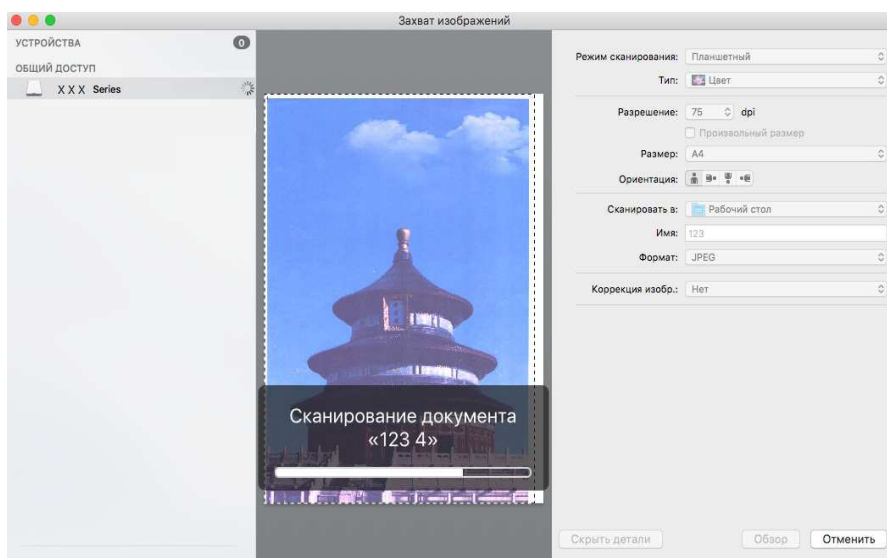 Захват изображений
УСТРОЙСТВА 0
ОБЩИЙ ДОСТУП
X X X Series
Сканирование документа
«123 4»
Режим сканирования: Планшетный
Тип: Цвет
Разрешение: 75 dpi
Произвольный размер
Размер: A4
Ориентация:
Сканировать в: Рабочий стол
Имя: 123
Формат: JPEG
Коррекция изобр.: Нет
Скрыть детали Обзор Отменить